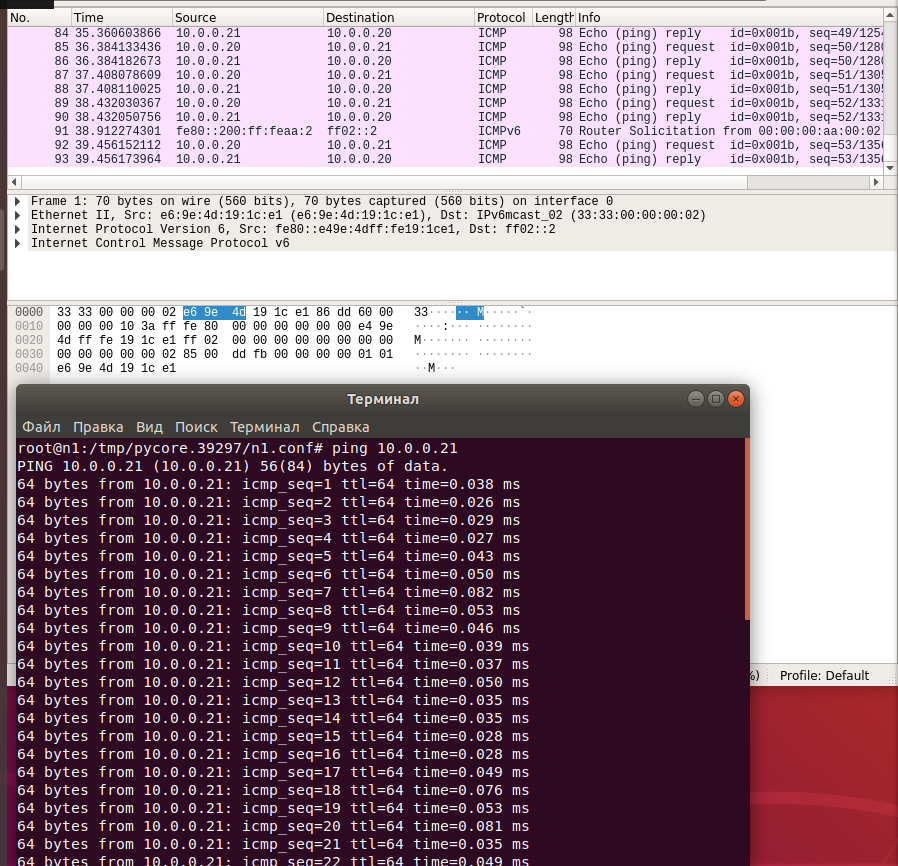 No. Time Source Destination Protocol Length Info
84 35.360603866 10.0.0.21 10.0.0.20 ICMP 98 Echo (ping) reply id=0x001b, seq=49/1254
85 36.384133436 10.0.0.20 10.0.0.21 ICMP 98 Echo (ping) request id=0x001b, seq=50/1280
86 36.384182673 10.0.0.21 10.0.0.20 ICMP 98 Echo (ping) reply id=0x001b, seq=50/1280
87 37.408078609 10.0.0.20 10.0.0.21 ICMP 98 Echo (ping) request id=0x001b, seq=51/1305
88 37.408110025 10.0.0.21 10.0.0.20 ICMP 98 Echo (ping) reply id=0x001b, seq=51/1305
89 38.432030367 10.0.0.20 10.0.0.21 ICMP 98 Echo (ping) request id=0x001b, seq=52/1331
90 38.432050756 10.0.0.21 10.0.0.20 ICMP 98 Echo (ping) reply id=0x001b, seq=52/1331
91 38.912274301 fe80::200:ff:feaa:2 ff02::2 ICMPv6 70 Router Solicitation from 00:00:00:aa:00:02
92 39.456152112 10.0.0.20 10.0.0.21 ICMP 98 Echo (ping) request id=0x001b, seq=53/1356
93 39.456173964 10.0.0.21 10.0.0.20 ICMP 98 Echo (ping) reply id=0x001b, seq=53/1356
Frame 1: 70 bytes on wire (560 bits), 70 bytes captured (560 bits) on interface 0
Ethernet II, Src: e6:9e:4d:19:1c:e1 (e6:9e:4d:19:1c:e1), Dst: IPv6mcast_02 (33:33:00:00:00:02)
Internet Protocol Version 6, Src: fe80::e49e:4dff:fe19:1ce1, Dst: ff02::2
Internet Control Message Protocol v6
0000 33 33 00 00 00 02 e6 9e 4d 19 1c e1 86 dd 60 00 33······ M·····`·
0010 00 00 00 10 3a ff fe 80 00 00 00 00 00 00 e4 9e ····:··· ········
0020 4d ff fe 19 1c e1 ff 02 00 00 00 00 00 00 00 00 M······· ········
0030 00 00 00 00 00 02 85 00 dd fb 00 00 00 00 01 01 ········ ········
0040 e6 9e 4d 19 1c e1 ··M···
Терминал
Файл Правка Вид Поиск Терминал Справка
root@n1:/tmp/pycore.39297/n1.conf# ping 10.0.0.21
PING 10.0.0.21 (10.0.0.21) 56(84) bytes of data.
64 bytes from 10.0.0.21: icmp_seq=1 ttl=64 time=0.038 ms
64 bytes from 10.0.0.21: icmp_seq=2 ttl=64 time=0.026 ms
64 bytes from 10.0.0.21: icmp_seq=3 ttl=64 time=0.029 ms
64 bytes from 10.0.0.21: icmp_seq=4 ttl=64 time=0.027 ms
64 bytes from 10.0.0.21: icmp_seq=5 ttl=64 time=0.043 ms
64 bytes from 10.0.0.21: icmp_seq=6 ttl=64 time=0.050 ms
64 bytes from 10.0.0.21: icmp_seq=7 ttl=64 time=0.082 ms
64 bytes from 10.0.0.21: icmp_seq=8 ttl=64 time=0.053 ms
64 bytes from 10.0.0.21: icmp_seq=9 ttl=64 time=0.046 ms
64 bytes from 10.0.0.21: icmp_seq=10 ttl=64 time=0.039 ms
64 bytes from 10.0.0.21: icmp_seq=11 ttl=64 time=0.037 ms
64 bytes from 10.0.0.21: icmp_seq=12 ttl=64 time=0.050 ms
%) Profile: Default
64 bytes from 10.0.0.21: icmp_seq=13 ttl=64 time=0.035 ms
64 bytes from 10.0.0.21: icmp_seq=14 ttl=64 time=0.035 ms
64 bytes from 10.0.0.21: icmp_seq=15 ttl=64 time=0.028 ms
64 bytes from 10.0.0.21: icmp_seq=16 ttl=64 time=0.028 ms
64 bytes from 10.0.0.21: icmp_seq=17 ttl=64 time=0.049 ms
64 bytes from 10.0.0.21: icmp_seq=18 ttl=64 time=0.076 ms
64 bytes from 10.0.0.21: icmp_seq=19 ttl=64 time=0.053 ms
64 bytes from 10.0.0.21: icmp_seq=20 ttl=64 time=0.081 ms
64 bytes from 10.0.0.21: icmp_seq=21 ttl=64 time=0.035 ms
64 bytes from 10.0.0.21: icmp_seq=22 ttl=64 time=0.049 ms